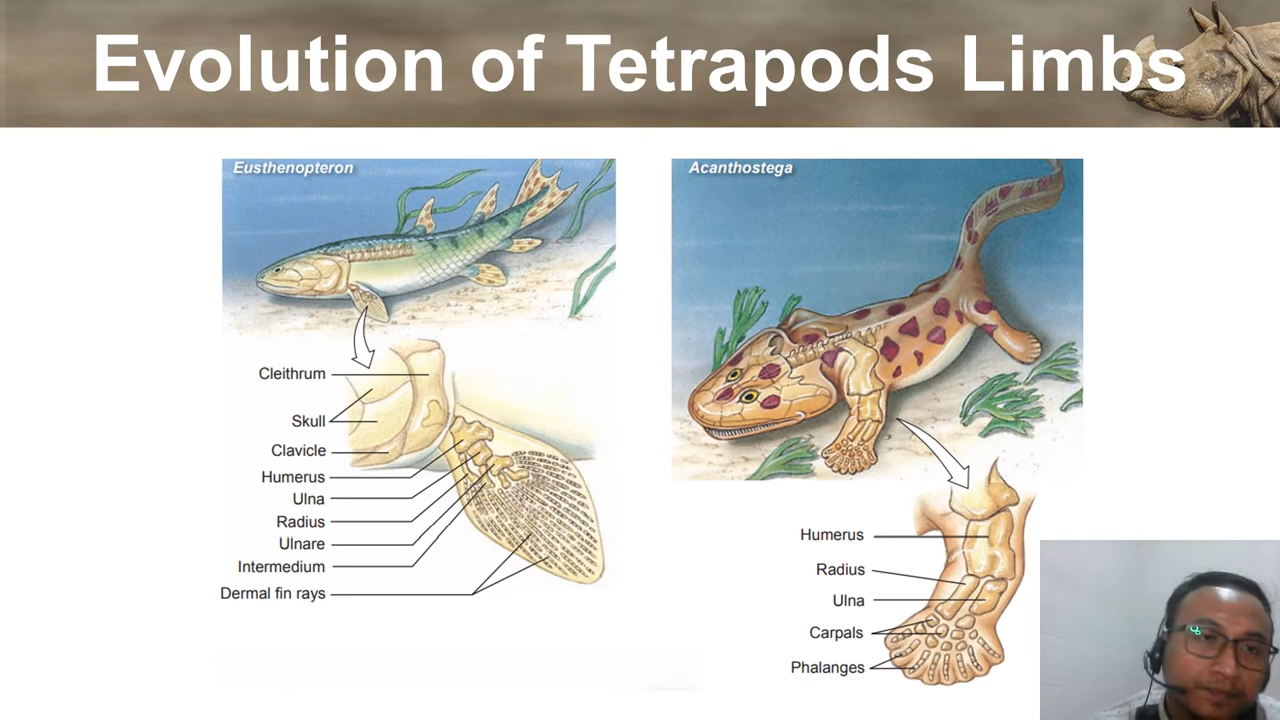 Evolution of Tetrapods Limbs
Eusthenopteron
Cleithrum
Skull
Clavicle
Humerus
Ulna
Radius
Ulnare
Intermedium
Dermal fin rays
Acanthostega
Humerus
Radius
Ulna
Carpals
Phalanges